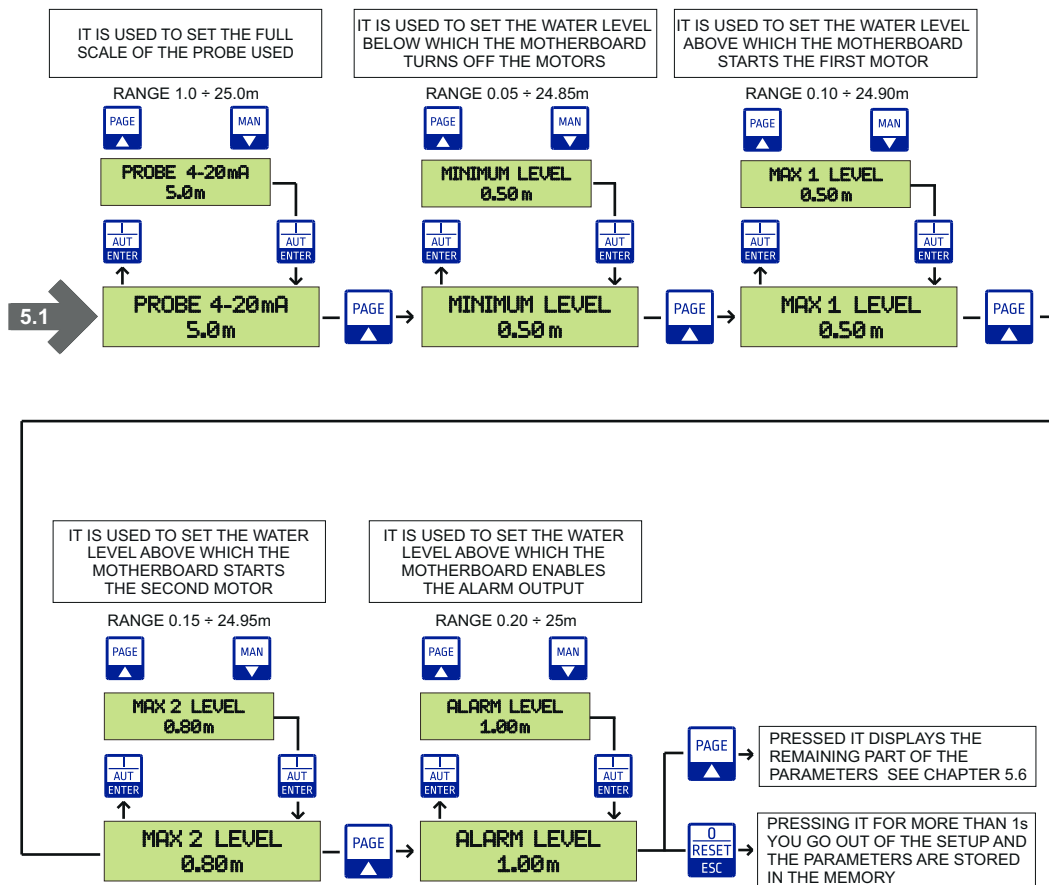 IT IS USED TO SET THE FULL
SCALE OF THE PROBE USED
RANGE 1.0 ÷ 25.0m
PAGE
MAN
PROBE 4-20mA
5.0m
AUT
ENTER
AUT
ENTER
5.1
PROBE 4-20mA
5.0m
PAGE
IT IS USED TO SET THE WATER LEVEL
BELOW WHICH THE MOTHERBOARD
TURNS OFF THE MOTORS
RANGE 0.05 ÷ 24.85m
PAGE
MAN
MINIMUM LEVEL
0.50 m
I
AUT
ENTER
I
AUT
ENTER
MINIMUM LEVEL
0.50 m
PAGE
IT IS USED TO SET THE WATER LEVEL
ABOVE WHICH THE MOTHERBOARD
STARTS THE FIRST MOTOR
RANGE 0.10 ÷ 24.90m
PAGE
MAN
MAX 1 LEVEL
0.50 m
I
AUT
ENTER
I
AUT
ENTER
MAX 1 LEVEL
0.50 m
PAGE
IT IS USED TO SET THE WATER
LEVEL ABOVE WHICH THE
MOTHERBOARD STARTS
THE SECOND MOTOR
RANGE 0.15 ÷ 24.95m
PAGE
MAN
MAX 2 LEVEL
0.80m
I
AUT
ENTER
I
AUT
ENTER
MAX 2 LEVEL
0.80m
PAGE
IT IS USED TO SET THE WATER
LEVEL ABOVE WHICH THE
MOTHERBOARD ENABLES
THE ALARM OUTPUT
RANGE 0.20 ÷ 25m
PAGE
MAN
ALARM LEVEL
1.00m
I
AUT
ENTER
I
AUT
ENTER
ALARM LEVEL
1.00m
PAGE
PRESSED IT DISPLAYS THE
REMAINING PART OF THE
PARAMETERS SEE CHAPTER 5.6
0
RESET
ESC
PRESSING IT FOR MORE THAN 1s
YOU GO OUT OF THE SETUP AND
THE PARAMETERS ARE STORED
IN THE MEMORY